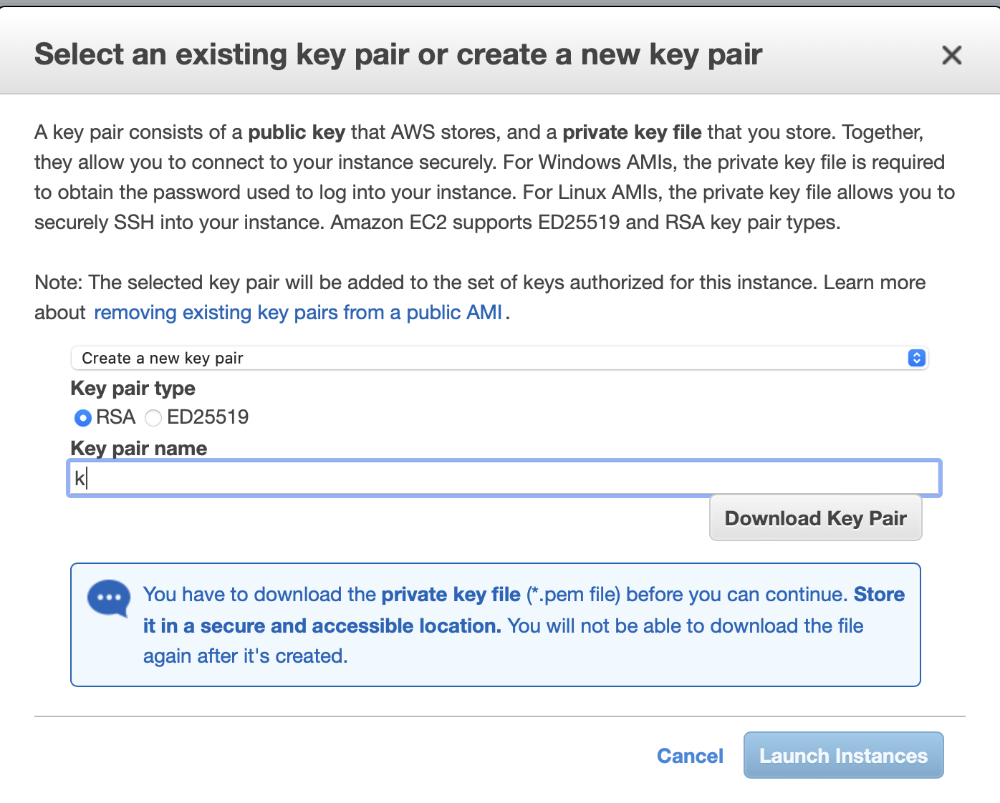 Select an existing key pair or create a new key pair
A key pair consists of a public key that AWS stores, and a private key file that you store. Together,
they allow you to connect to your instance securely. For Windows AMIs, the private key file is required
to obtain the password used to log into your instance. For Linux AMIs, the private key file allows you to
securely SSH into your instance. Amazon EC2 supports ED25519 and RSA key pair types.
Note: The selected key pair will be added to the set of keys authorized for this instance. Learn more
about removing existing key pairs from a public AMI.
Create a new key pair
Key pair type
RSA ED25519
Key pair name
k
Download Key Pair
You have to download the private key file (*.pem file) before you can continue. Store
it in a secure and accessible location. You will not be able to download the file
again after it's created.
Cancel Launch Instances